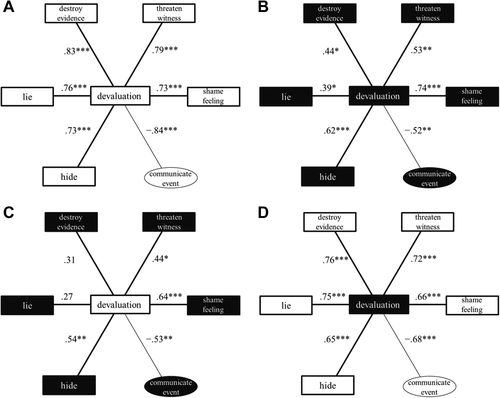 A
destroy
evidence
threaten
witness
.83***
.79***
lie
.76***
devaluation
.73***
shame
feeling
.73***
−.84***
hide
communicate
event
B
destroy
evidence
threaten
witness
.44*
.53**
lie
.39*
devaluation
.74***
shame
feeling
.62***
−.52**
hide
communicate
event
C
destroy
evidence
threaten
witness
.31
.44*
lie
.27
devaluation
.64***
shame
feeling
.54**
−.53**
hide
communicate
event
D
destroy
evidence
threaten
witness
.76***
.72***
lie
.75***
devaluation
.66***
shame
feeling
.65***
−.68***
hide
communicate
event